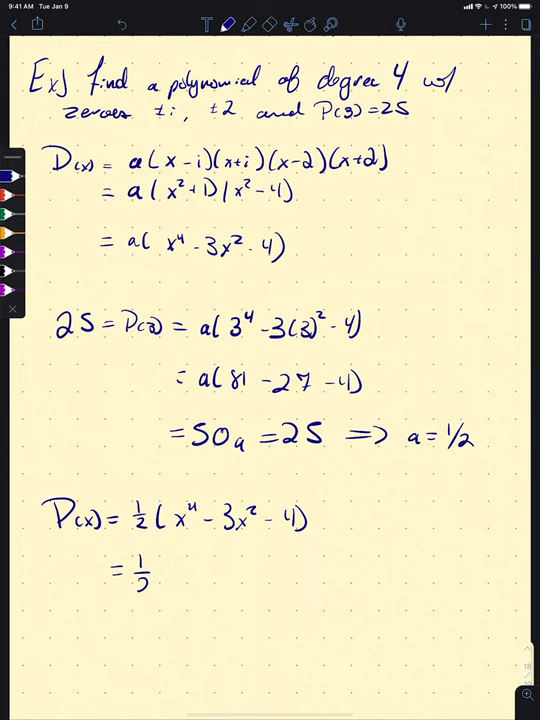 9:41 AM Tue Jan 9
100%
Ex) find a polynomial of degree 4 w/
zeroes ±i, ±2 and P(3)=25
P(x) = a(x-i)(x+i)(x-2)(x+2)
= a(x²+1)(x²-4)
= a(x⁴-3x²-4)
25 = P(3) = a(3⁴-3(3)²-4)
= a(81-27-4)
= 50a = 25 ⟹ a = 1/2
P(x) = 1/2(x⁴-3x²-4)
= 1/2
18